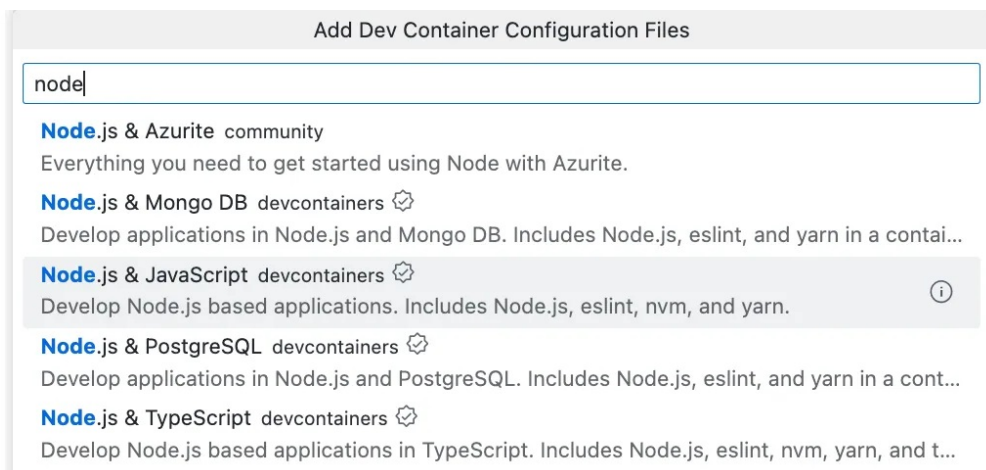 Add Dev Container Configuration Files
node
Node.js & Azurite community
Everything you need to get started using Node with Azurite.
Node.js & Mongo DB devcontainers
Develop applications in Node.js and Mongo DB. Includes Node.js, eslint, and yarn in a contai...
Node.js & JavaScript devcontainers
Develop Node.js based applications. Includes Node.js, eslint, nvm, and yarn.
Node.js & PostgreSQL devcontainers
Develop applications in Node.js and PostgreSQL. Includes Node.js, eslint, and yarn in a cont...
Node.js & TypeScript devcontainers
Develop Node.js based applications in TypeScript. Includes Node.js, eslint, nvm, yarn, and t...